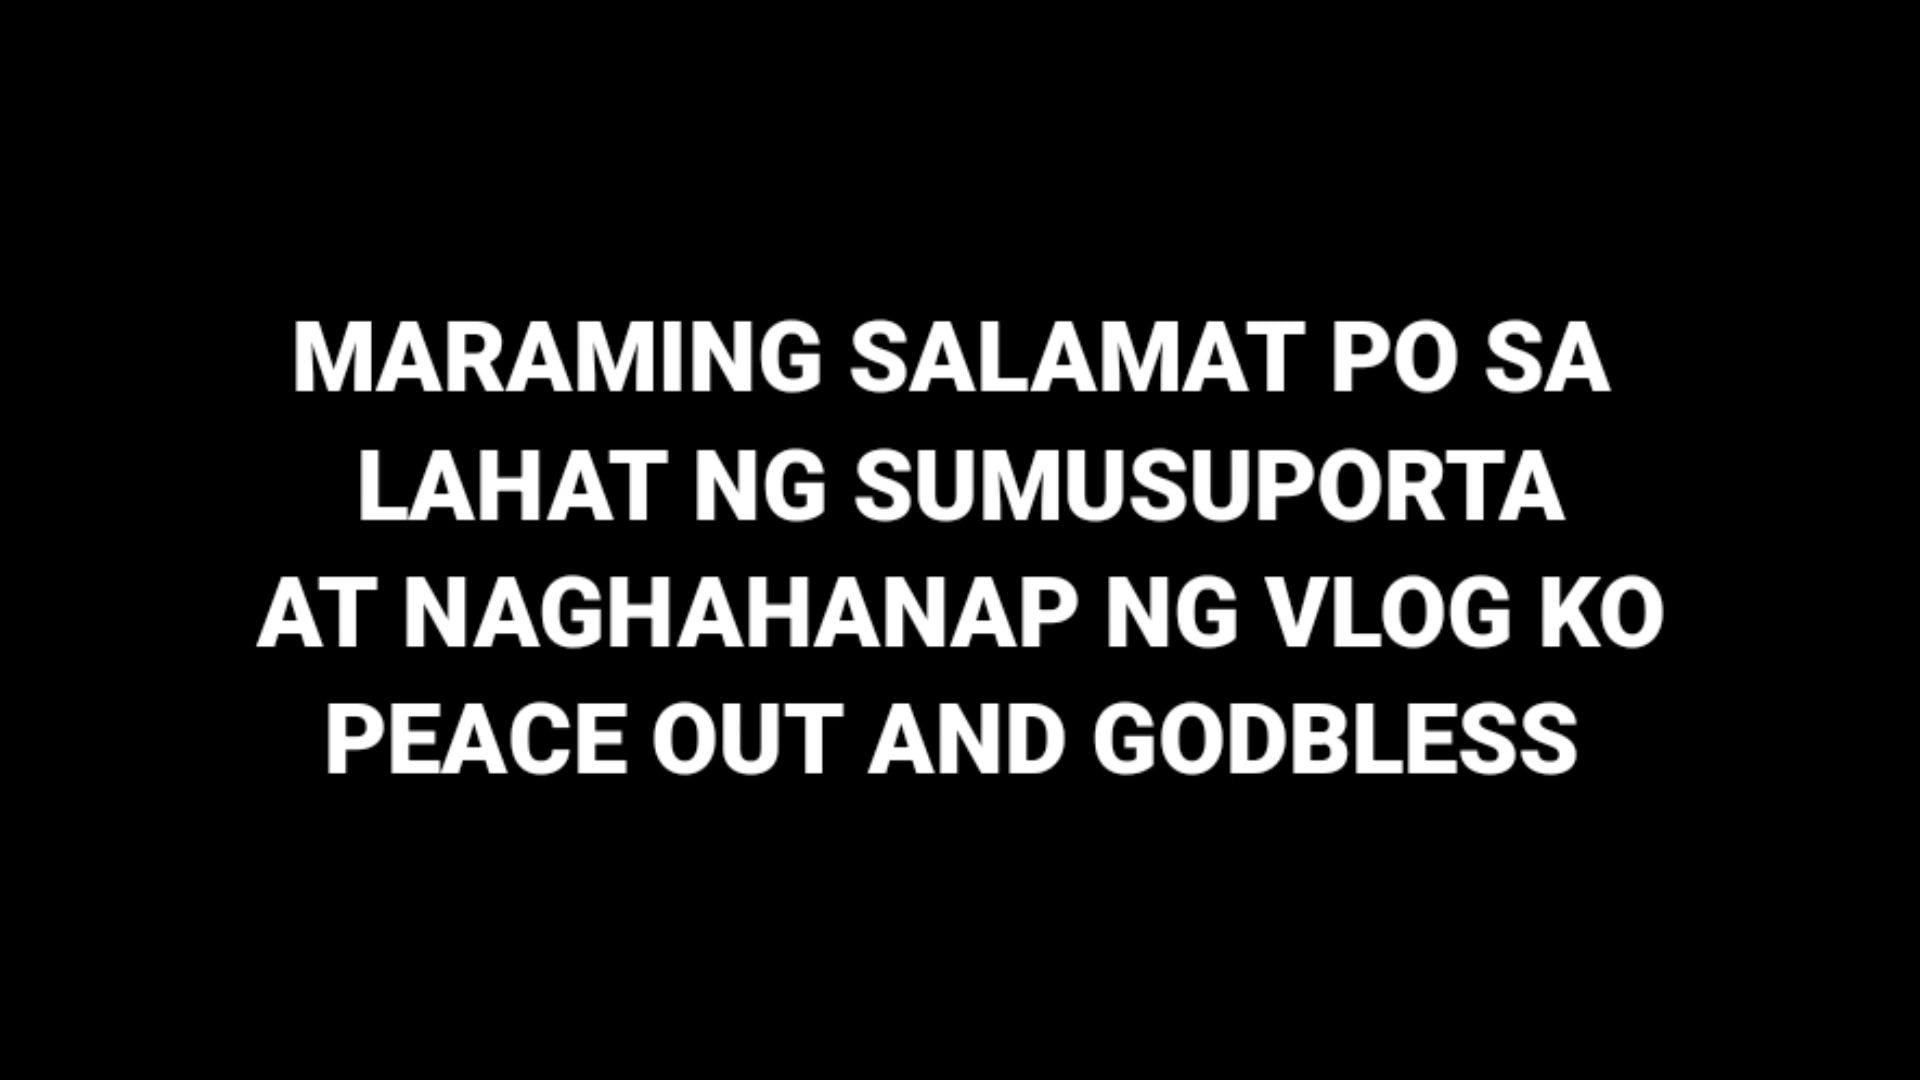 MARAMING SALAMAT PO SA
LAHAT NG SUMUSUPORTA
AT NAGHAHANAP NG VLOG KO
PEACE OUT AND GODBLESS